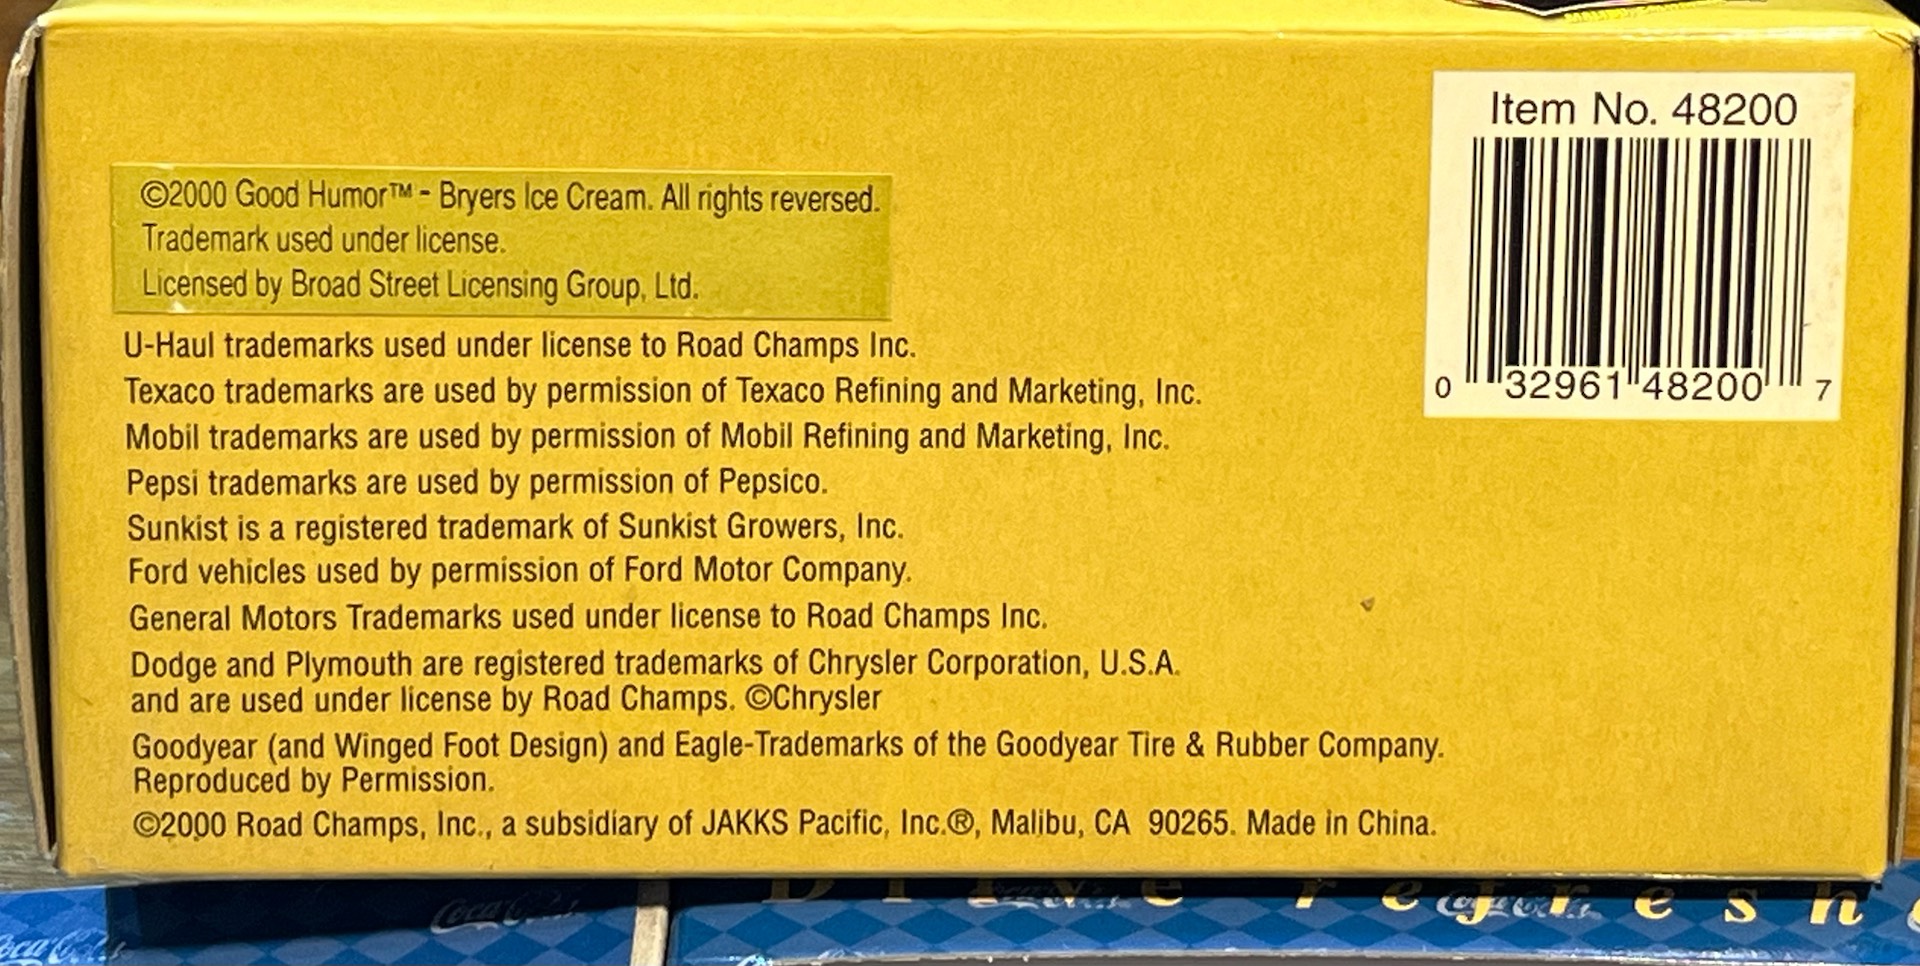 Item No. 48200
0 32961 48200 7
©2000 Good Humor™ - Bryers Ice Cream. All rights reversed.
Trademark used under license.
Licensed by Broad Street Licensing Group, Ltd.
U-Haul trademarks used under license to Road Champs Inc.
Texaco trademarks are used by permission of Texaco Refining and Marketing, Inc.
Mobil trademarks are used by permission of Mobil Refining and Marketing, Inc.
Pepsi trademarks are used by permission of Pepsico.
Sunkist is a registered trademark of Sunkist Growers, Inc.
Ford vehicles used by permission of Ford Motor Company.
General Motors Trademarks used under license to Road Champs Inc.
Dodge and Plymouth are registered trademarks of Chrysler Corporation, U.S.A.
and are used under license by Road Champs. ©Chrysler
Goodyear (and Winged Foot Design) and Eagle-Trademarks of the Goodyear Tire & Rubber Company.
Reproduced by Permission.
©2000 Road Champs, Inc., a subsidiary of JAKKS Pacific, Inc.®, Malibu, CA 90265. Made in China.
Coca-Cola